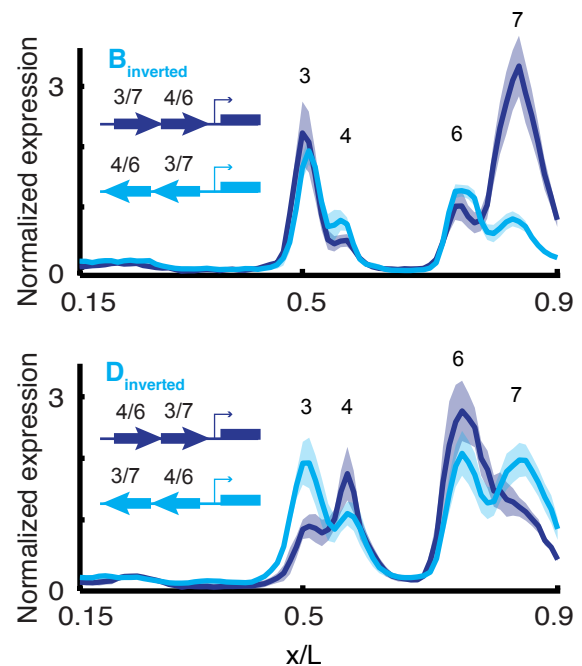 Normalized expression
B inverted
3/7 4/6
4/6 3/7
3 4 6 7
3
0
0.15 0.5 0.9
Normalized expression
D inverted
4/6 3/7
3/7 4/6
3 4 6 7
3
0
0.15 0.5 0.9
x/L